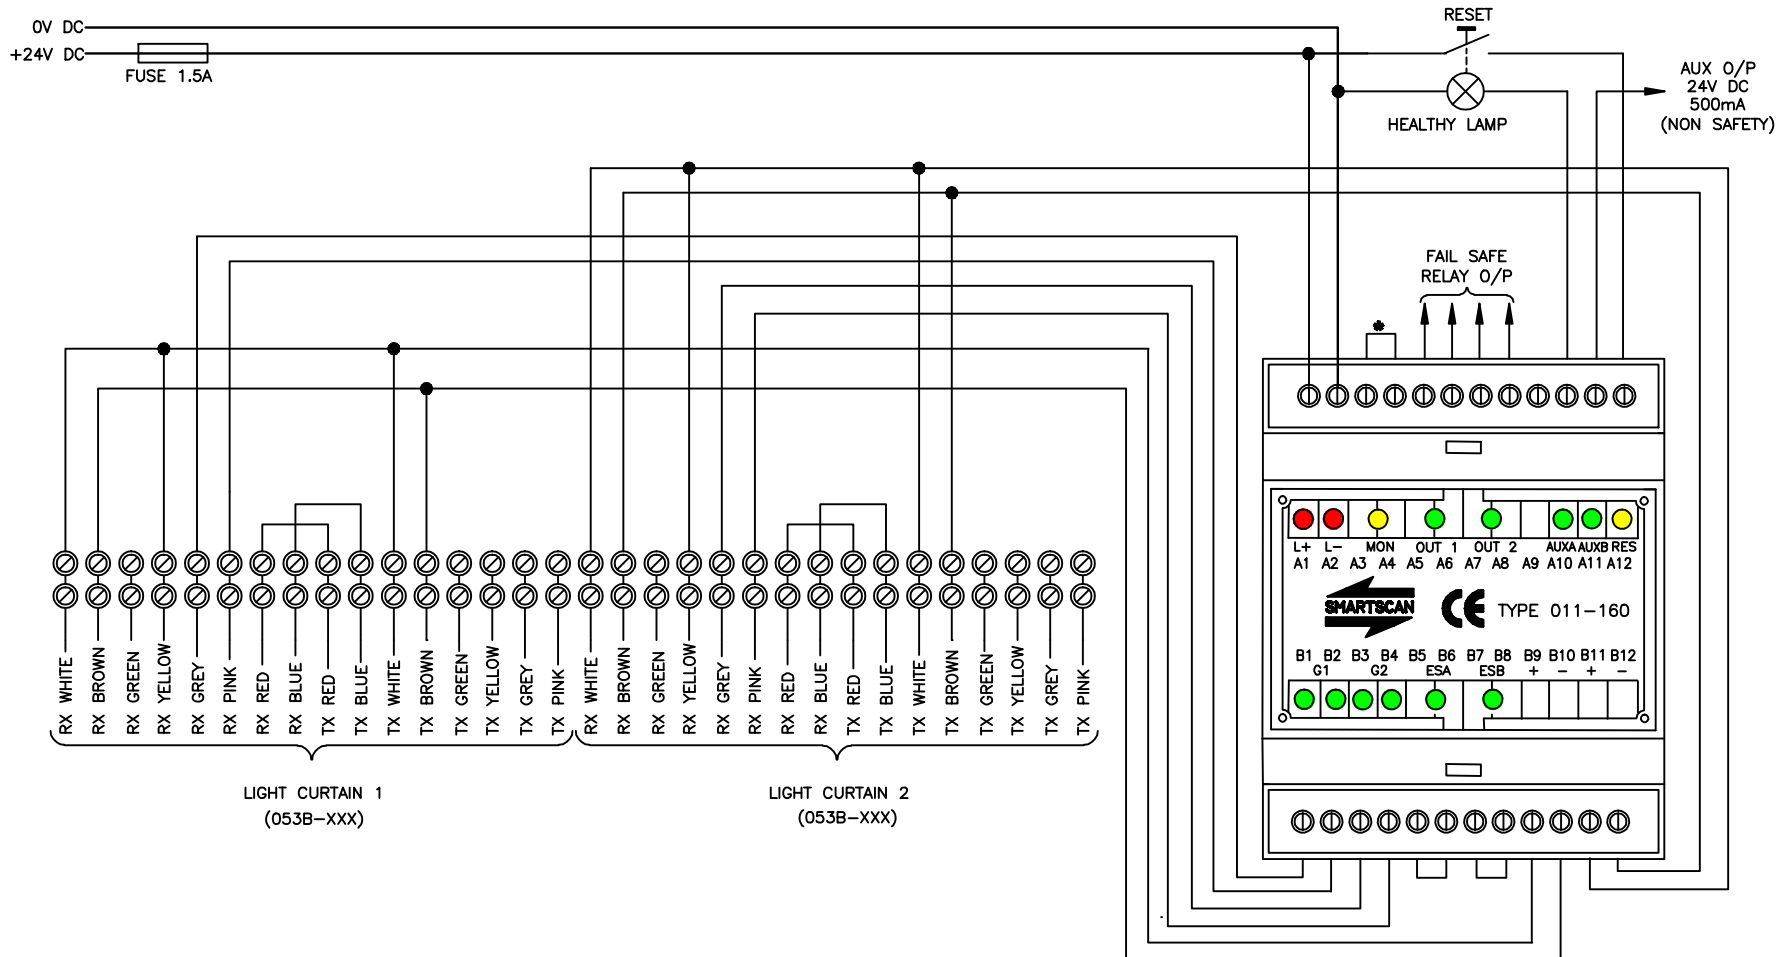 0V DC
+24V DC
FUSE 1.5A
RESET
HEALTHY LAMP
AUX O/P
24V DC
500mA
(NON SAFETY)
FAIL SAFE
RELAY O/P
*
L+ L- MON OUT 1 OUT 2 AUXA AUXB RES
A1 A2 A3 A4 A5 A6 A7 A8 A9 A10 A11 A12
SMARTSCAN
CE
TYPE 011-160
B1 B2 B3 B4 B5 B6 B7 B8 B9 B10 B11 B12
G1 G2 ESA ESB + - + -
RX WHITE
RX BROWN
RX GREEN
RX YELLOW
RX GREY
RX PINK
RX RED
RX BLUE
TX RED
TX BLUE
TX WHITE
TX BROWN
TX GREEN
TX YELLOW
TX GREY
TX PINK
RX WHITE
RX BROWN
RX GREEN
RX YELLOW
RX GREY
RX PINK
RX RED
RX BLUE
TX RED
TX BLUE
TX WHITE
TX BROWN
TX GREEN
TX YELLOW
TX GREY
TX PINK
LIGHT CURTAIN 1
(053B-XXX)
LIGHT CURTAIN 2
(053B-XXX)